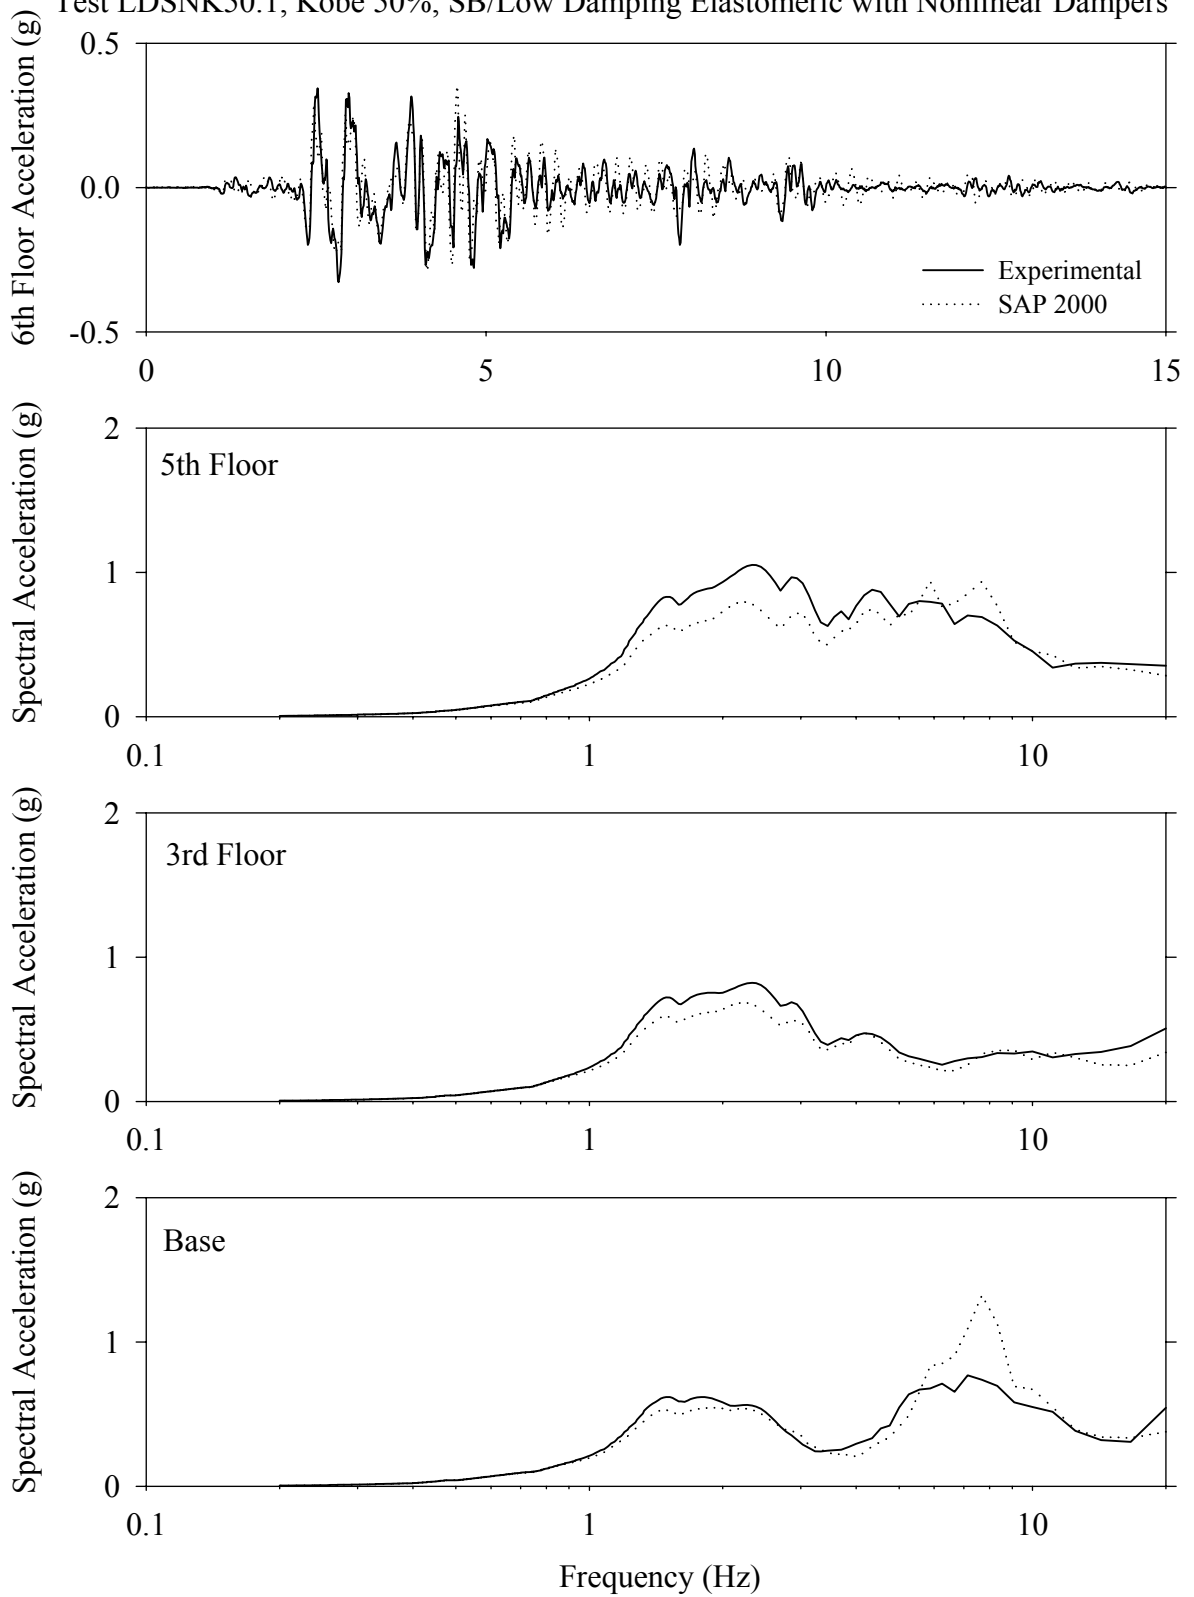 Test LDSNK50.1, Kobe 50%, SB/Low Damping Elastomeric with Nonlinear Dampers
6th Floor Acceleration (g)
0.5
0.0
-0.5
Experimental
SAP 2000
0 5 10 15
Spectral Acceleration (g)
2
5th Floor
1
0
0.1 1 10
Spectral Acceleration (g)
2
3rd Floor
1
0
0.1 1 10
Spectral Acceleration (g)
2
Base
1
0
0.1 1 10
Frequency (Hz)